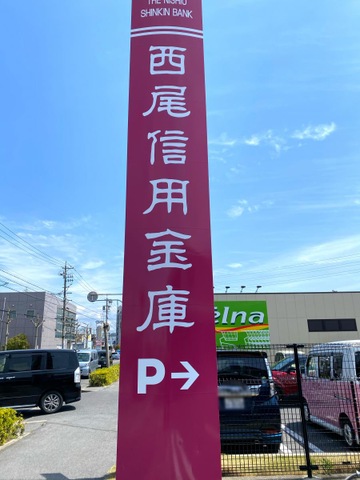 THE NISHIO
SHINKIN BANK
西尾信用金庫
P→
elna